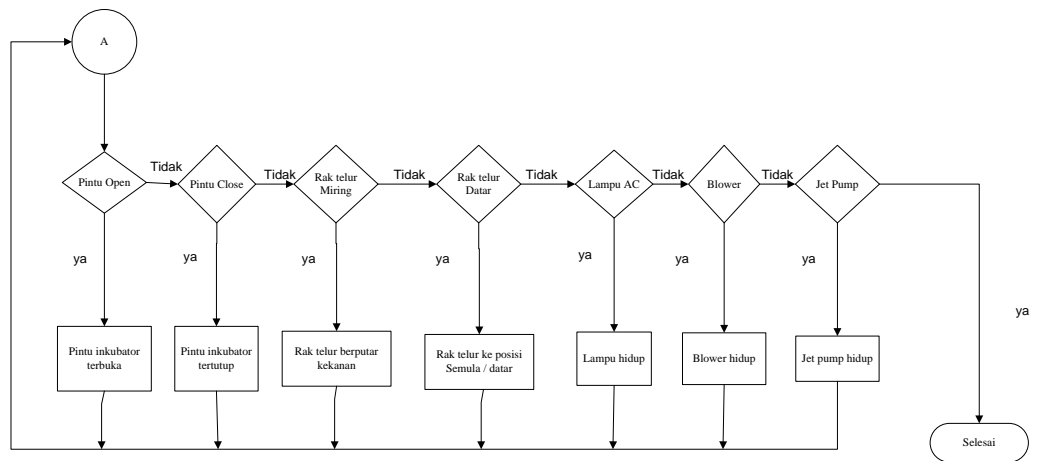 A
Pintu Open
Tidak
Pintu Close
Tidak
Rak telur
Miring
Tidak
Rak telur
Datar
Tidak
Lampu AC
Tidak
Blower
Tidak
Jet Pump
ya
ya
ya
ya
ya
ya
ya
ya
Pintu inkubator
terbuka
Pintu inkubator
tertutup
Rak telur berputar
kekanan
Rak telur ke posisi
Semula / datar
Lampu hidup
Blower hidup
Jet pump hidup
Selesai